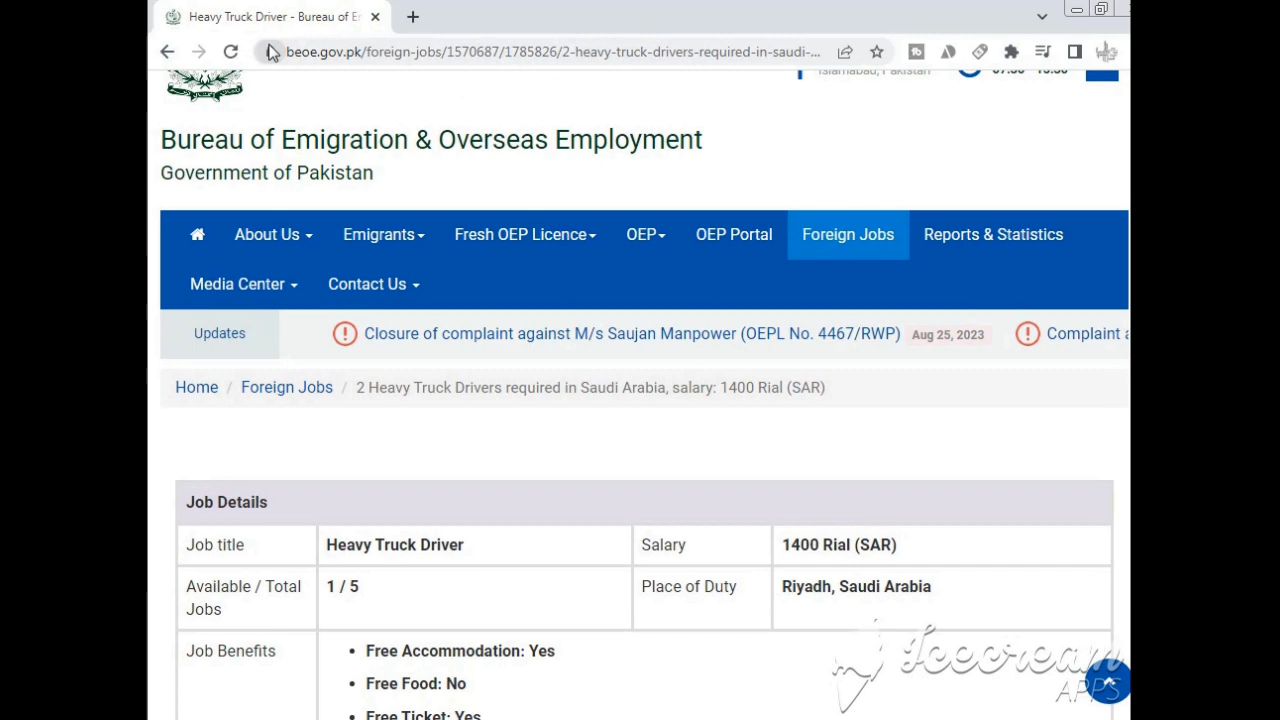 Heavy Truck Driver - Bureau of E
beoe.gov.pk/foreign-jobs/1570687/1785826/2-heavy-truck-drivers-required-in-saudi-...
Islamabad, Pakistan
Bureau of Emigration & Overseas Employment
Government of Pakistan
About Us Emigrants Fresh OEP Licence OEP OEP Portal Foreign Jobs Reports & Statistics
Media Center Contact Us
Updates Closure of complaint against M/s Saujan Manpower (OEPL No. 4467/RWP) Aug 25, 2023 Complaint
Home / Foreign Jobs / 2 Heavy Truck Drivers required in Saudi Arabia, salary: 1400 Rial (SAR)
Job Details
Job title Heavy Truck Driver Salary 1400 Rial (SAR)
Available / Total Jobs 1 / 5 Place of Duty Riyadh, Saudi Arabia
Job Benefits • Free Accommodation: Yes
• Free Food: No
• Free Ticket: Yes
Icecream
APPS